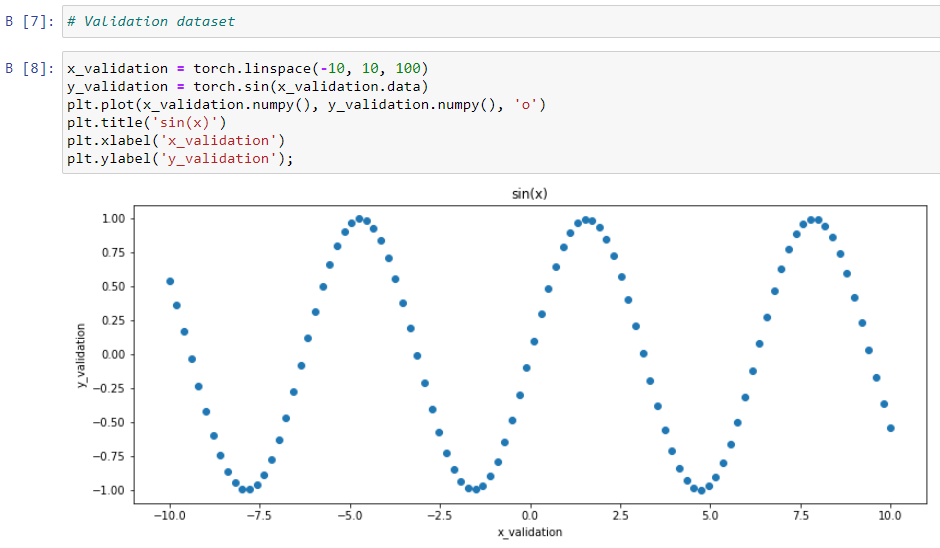 В [7]: # Validation dataset
В [8]: x_validation = torch.linspace(-10, 10, 100)
y_validation = torch.sin(x_validation.data)
plt.plot(x_validation.numpy(), y_validation.numpy(), 'o')
plt.title('sin(x)')
plt.xlabel('x_validation')
plt.ylabel('y_validation');
sin(x)
1.00
0.75
0.50
0.25
0.00
−0.25
−0.50
−0.75
−1.00
y_validation
−10.0 −7.5 −5.0 −2.5 0.0 2.5 5.0 7.5 10.0
x_validation